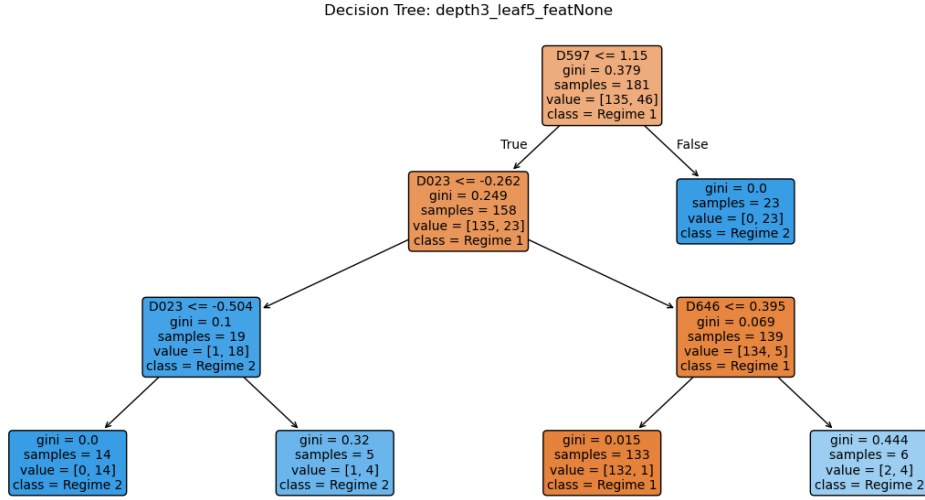 Decision Tree: depth3_leaf5_featNone
D597 <= 1.15
gini = 0.379
samples = 181
value = [135, 46]
class = Regime 1
True
False
D023 <= -0.262
gini = 0.249
samples = 158
value = [135, 23]
class = Regime 1
gini = 0.0
samples = 23
value = [0, 23]
class = Regime 2
D023 <= -0.504
gini = 0.1
samples = 19
value = [1, 18]
class = Regime 2
D646 <= 0.395
gini = 0.069
samples = 139
value = [134, 5]
class = Regime 1
gini = 0.0
samples = 14
value = [0, 14]
class = Regime 2
gini = 0.32
samples = 5
value = [1, 4]
class = Regime 2
gini = 0.015
samples = 133
value = [132, 1]
class = Regime 1
gini = 0.444
samples = 6
value = [2, 4]
class = Regime 2